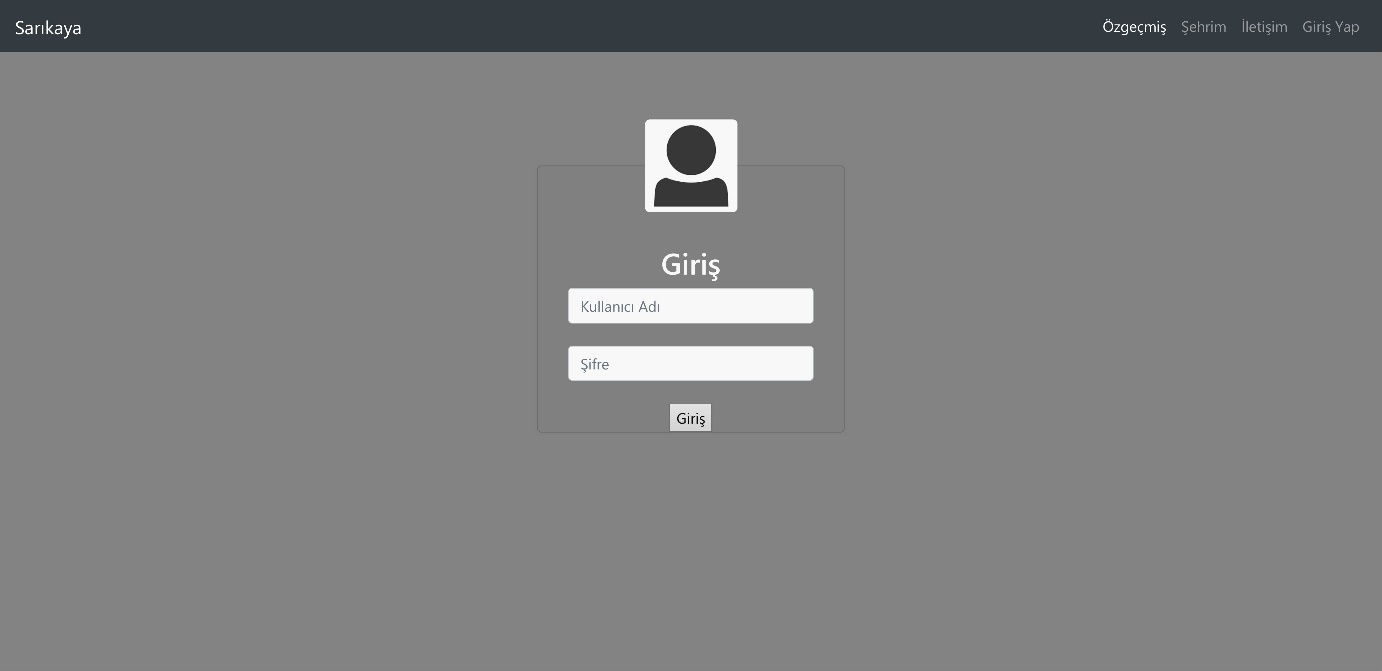 Sarıkaya
Özgeçmiş Şehrim İletişim Giriş Yap
Giriş
Kullanıcı Adı
Şifre
Giriş